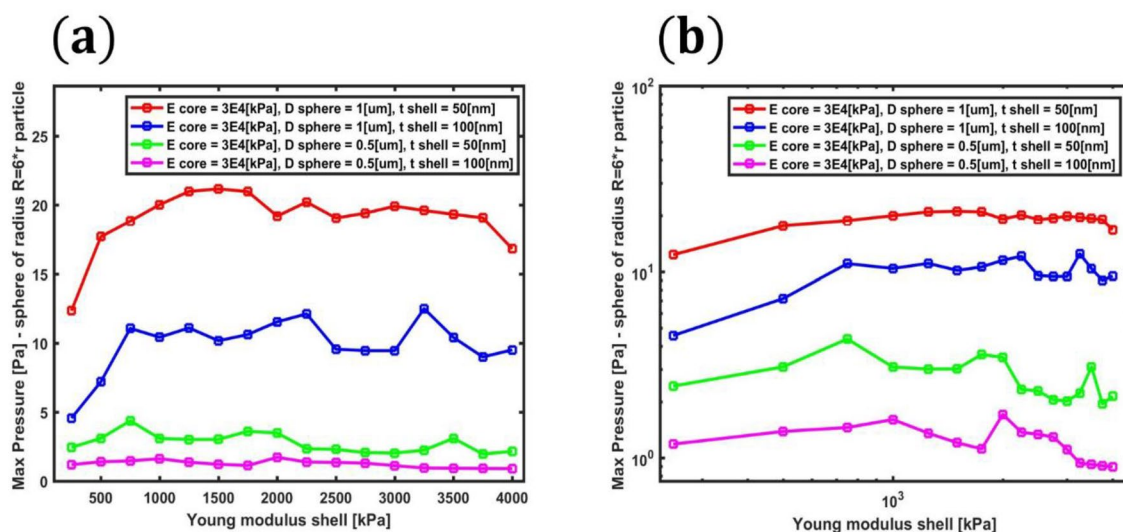 (a)
Max Pressure [Pa] - sphere of radius R=6*r particle
25
20
15
10
5
0
E core = 3E4[kPa], D sphere = 1[um], t shell = 50[nm]
E core = 3E4[kPa], D sphere = 1[um], t shell = 100[nm]
E core = 3E4[kPa], D sphere = 0.5[um], t shell = 50[nm]
E core = 3E4[kPa], D sphere = 0.5[um], t shell = 100[nm]
500 1000 1500 2000 2500 3000 3500 4000
Young modulus shell [kPa]
(b)
Max Pressure [Pa] - sphere of radius R=6*r particle
10²
10¹
10⁰
E core = 3E4[kPa], D sphere = 1[um], t shell = 50[nm]
E core = 3E4[kPa], D sphere = 1[um], t shell = 100[nm]
E core = 3E4[kPa], D sphere = 0.5[um], t shell = 50[nm]
E core = 3E4[kPa], D sphere = 0.5[um], t shell = 100[nm]
10³
Young modulus shell [kPa]